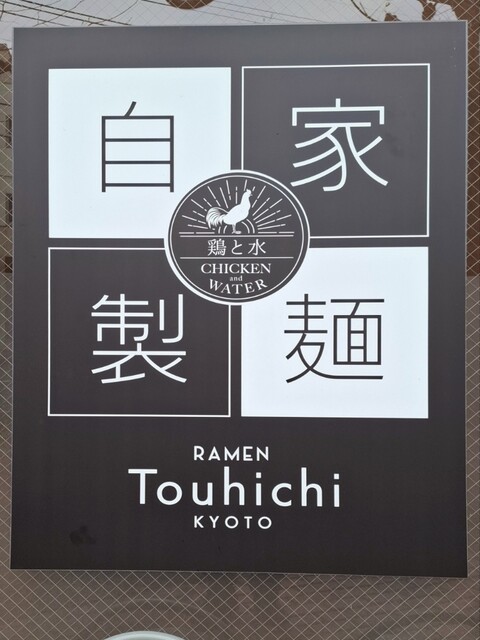 自家
製麺
鶏と水
CHICKEN
and
WATER
RAMEN
Touhichi
KYOTO